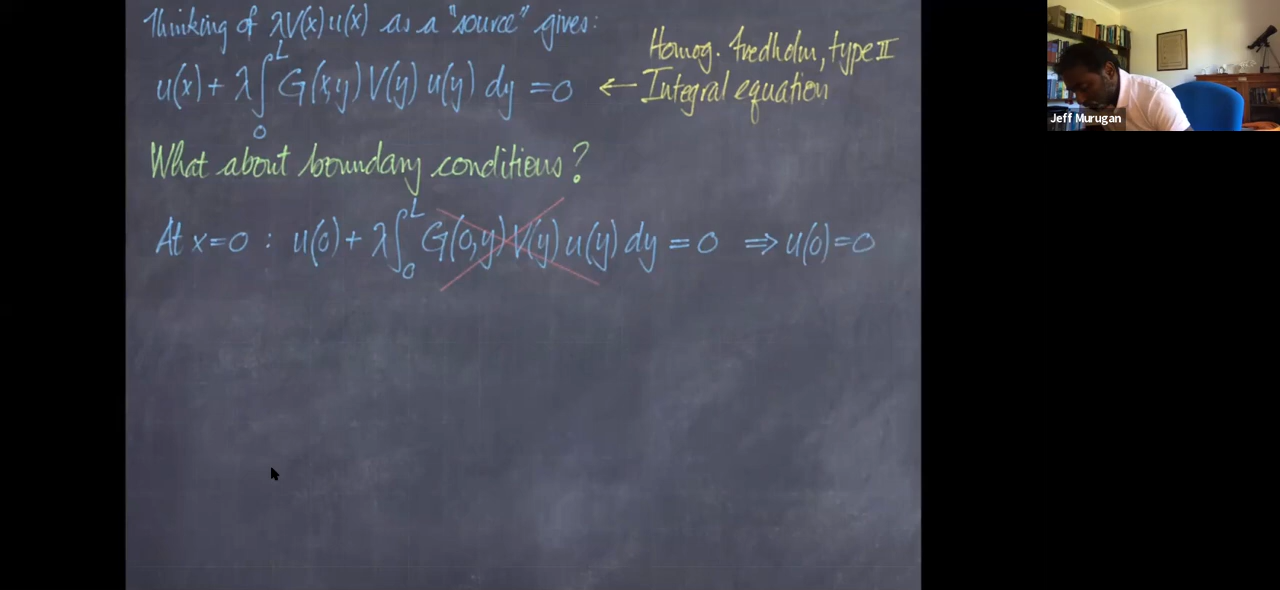 Thinking of λV(x)u(x) as a "source" gives:
u(x) + λ∫₀ᴸ G(x,y) V(y) u(y) dy = 0 ← Homog. Fredholm, type II
Integral equation
What about boundary conditions?
At x=0 : u(0) + λ∫₀ᴸ G(0,y) V(y) u(y) dy = 0 ⇒ u(0)=0
Jeff Murugan